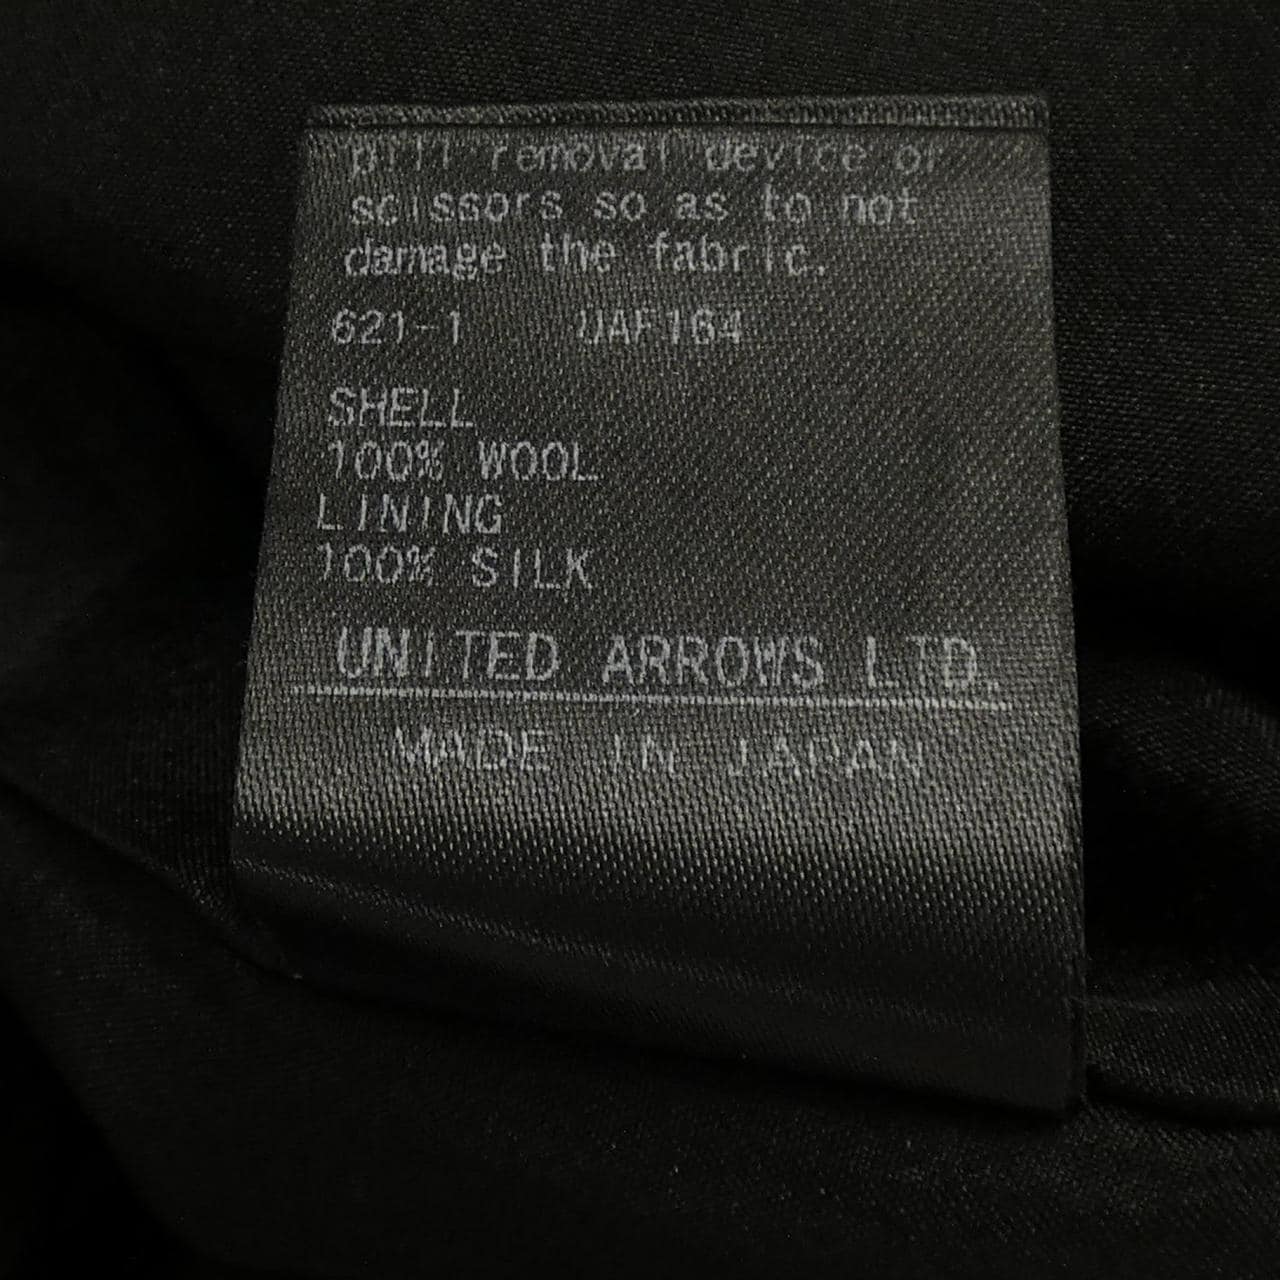 pill removal device or
scissors so as to not
damage the fabric.
621-1 UAF164
SHELL
100% WOOL
LINING
100% SILK
UNITED ARROWS LTD.
MADE IN JAPAN